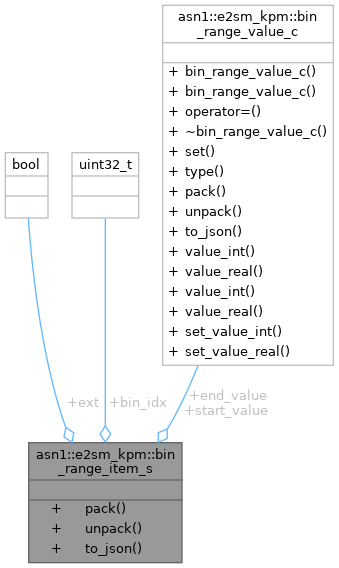 asn1::e2sm_kpm::bin
_range_value_c
+ bin_range_value_c()
+ bin_range_value_c()
+ operator=()
+ ~bin_range_value_c()
+ set()
+ type()
+ pack()
+ unpack()
+ to_json()
+ value_int()
+ value_real()
+ value_int()
+ value_real()
+ set_value_int()
+ set_value_real()
bool
uint32_t
+ext
+bin_idx
+end_value
+start_value
asn1::e2sm_kpm::bin
_range_item_s
+ pack()
+ unpack()
+ to_json()